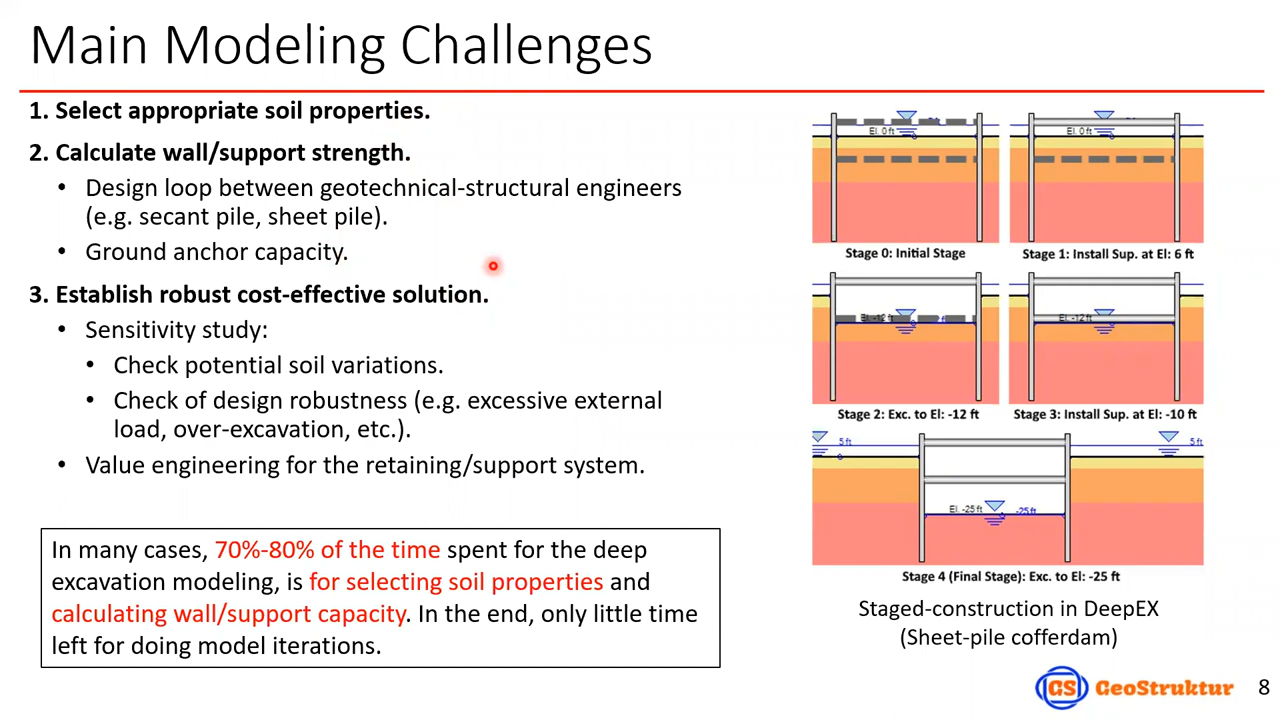 Main Modeling Challenges
1. Select appropriate soil properties.
2. Calculate wall/support strength.
• Design loop between geotechnical-structural engineers
(e.g. secant pile, sheet pile).
• Ground anchor capacity.
3. Establish robust cost-effective solution.
• Sensitivity study:
• Check potential soil variations.
• Check of design robustness (e.g. excessive external
load, over-excavation, etc.).
• Value engineering for the retaining/support system.
In many cases, 70%-80% of the time spent for the deep
excavation modeling, is for selecting soil properties and
calculating wall/support capacity. In the end, only little time
left for doing model iterations.
El. 0 ft
El. 0 ft
Stage 0: Initial Stage
Stage 1: Install Sup. at El: 6 ft
El. -12 ft
El. -12 ft
Stage 2: Exc. to El: -12 ft
Stage 3: Install Sup. at El: -10 ft
5 ft
5 ft
El. -25 ft
-25 ft
Stage 4 (Final Stage): Exc. to El: -25 ft
Staged-construction in DeepEX
(Sheet-pile cofferdam)
GS GeoStruktur
8